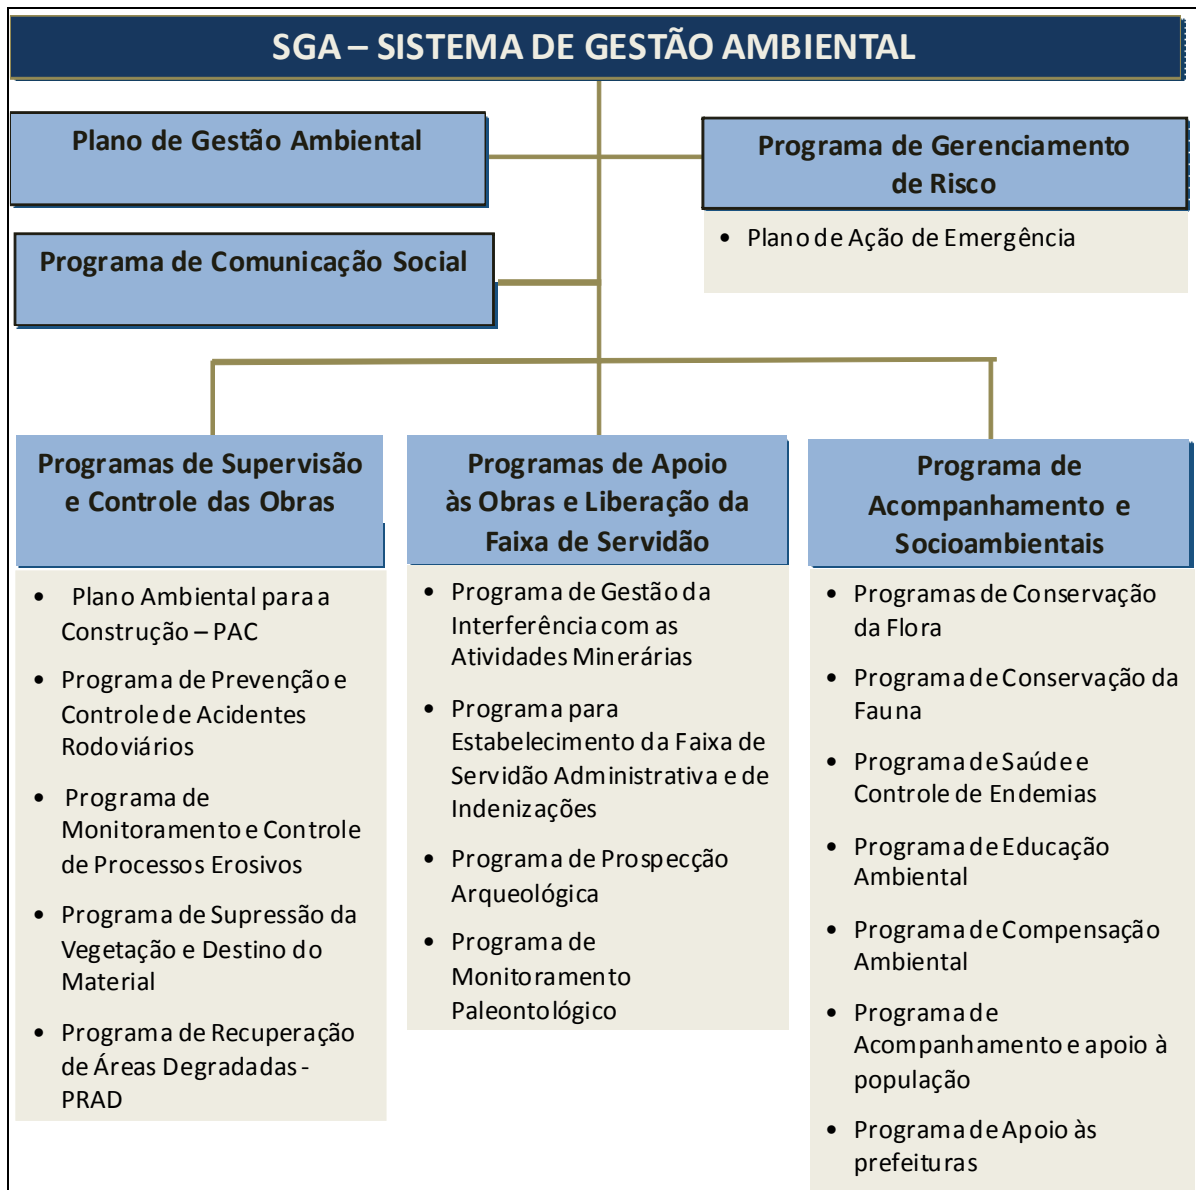 SGA – SISTEMA DE GESTÃO AMBIENTAL
Plano de Gestão Ambiental
Programa de Gerenciamento
de Risco
• Plano de Ação de Emergência
Programa de Comunicação Social
Programas de Supervisão
e Controle das Obras
• Plano Ambiental para a
Construção – PAC
• Programa de Prevenção e
Controle de Acidentes
Rodoviários
• Programa de
Monitoramento e Controle
de Processos Erosivos
• Programa de Supressão da
Vegetação e Destino do
Material
• Programa de Recuperação
de Áreas Degradadas -
PRAD
Programas de Apoio
às Obras e Liberação da
Faixa de Servidão
• Programa de Gestão da
Interferência com as
Atividades Minerárias
• Programa para
Estabelecimento da Faixa de
Servidão Administrativa e de
Indenizações
• Programa de Prospecção
Arqueológica
• Programa de
Monitoramento
Paleontológico
Programa de
Acompanhamento e
Socioambientais
• Programas de Conservação
da Flora
• Programa de Conservação da
Fauna
• Programa de Saúde e
Controle de Endemias
• Programa de Educação
Ambiental
• Programa de Compensação
Ambiental
• Programa de
Acompanhamento e apoio à
população
• Programa de Apoio às
prefeituras